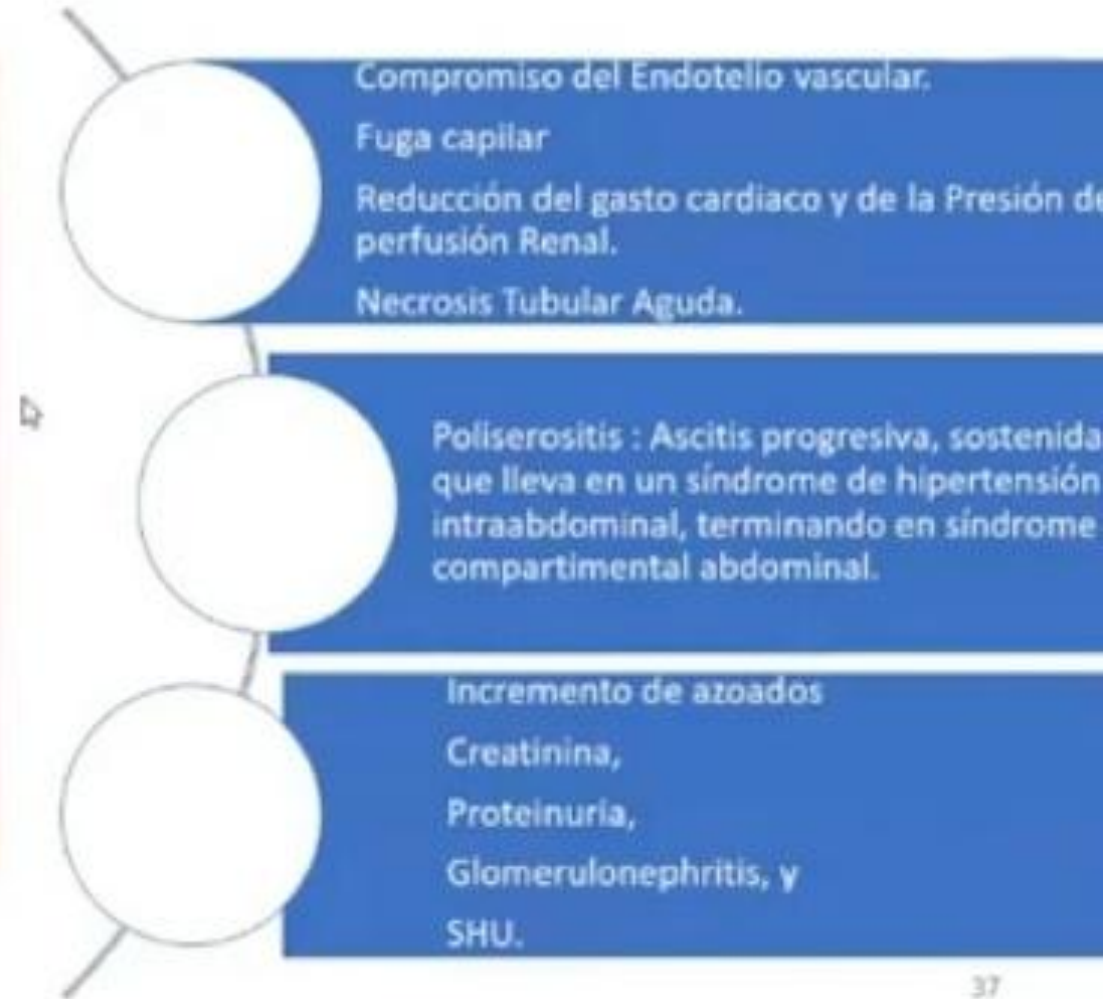 Compromiso del Endotelio vascular.
Fuga capilar
Reducción del gasto cardiaco y de la Presión de
perfusión Renal.
Necrosis Tubular Aguda.
Poliserositis : Ascitis progresiva, sostenida
que lleva en un síndrome de hipertensión
intraabdominal, terminando en síndrome
compartimental abdominal.
Incremento de azoados
Creatinina,
Proteinuria,
Glomerulonephritis, y
SHU.
37